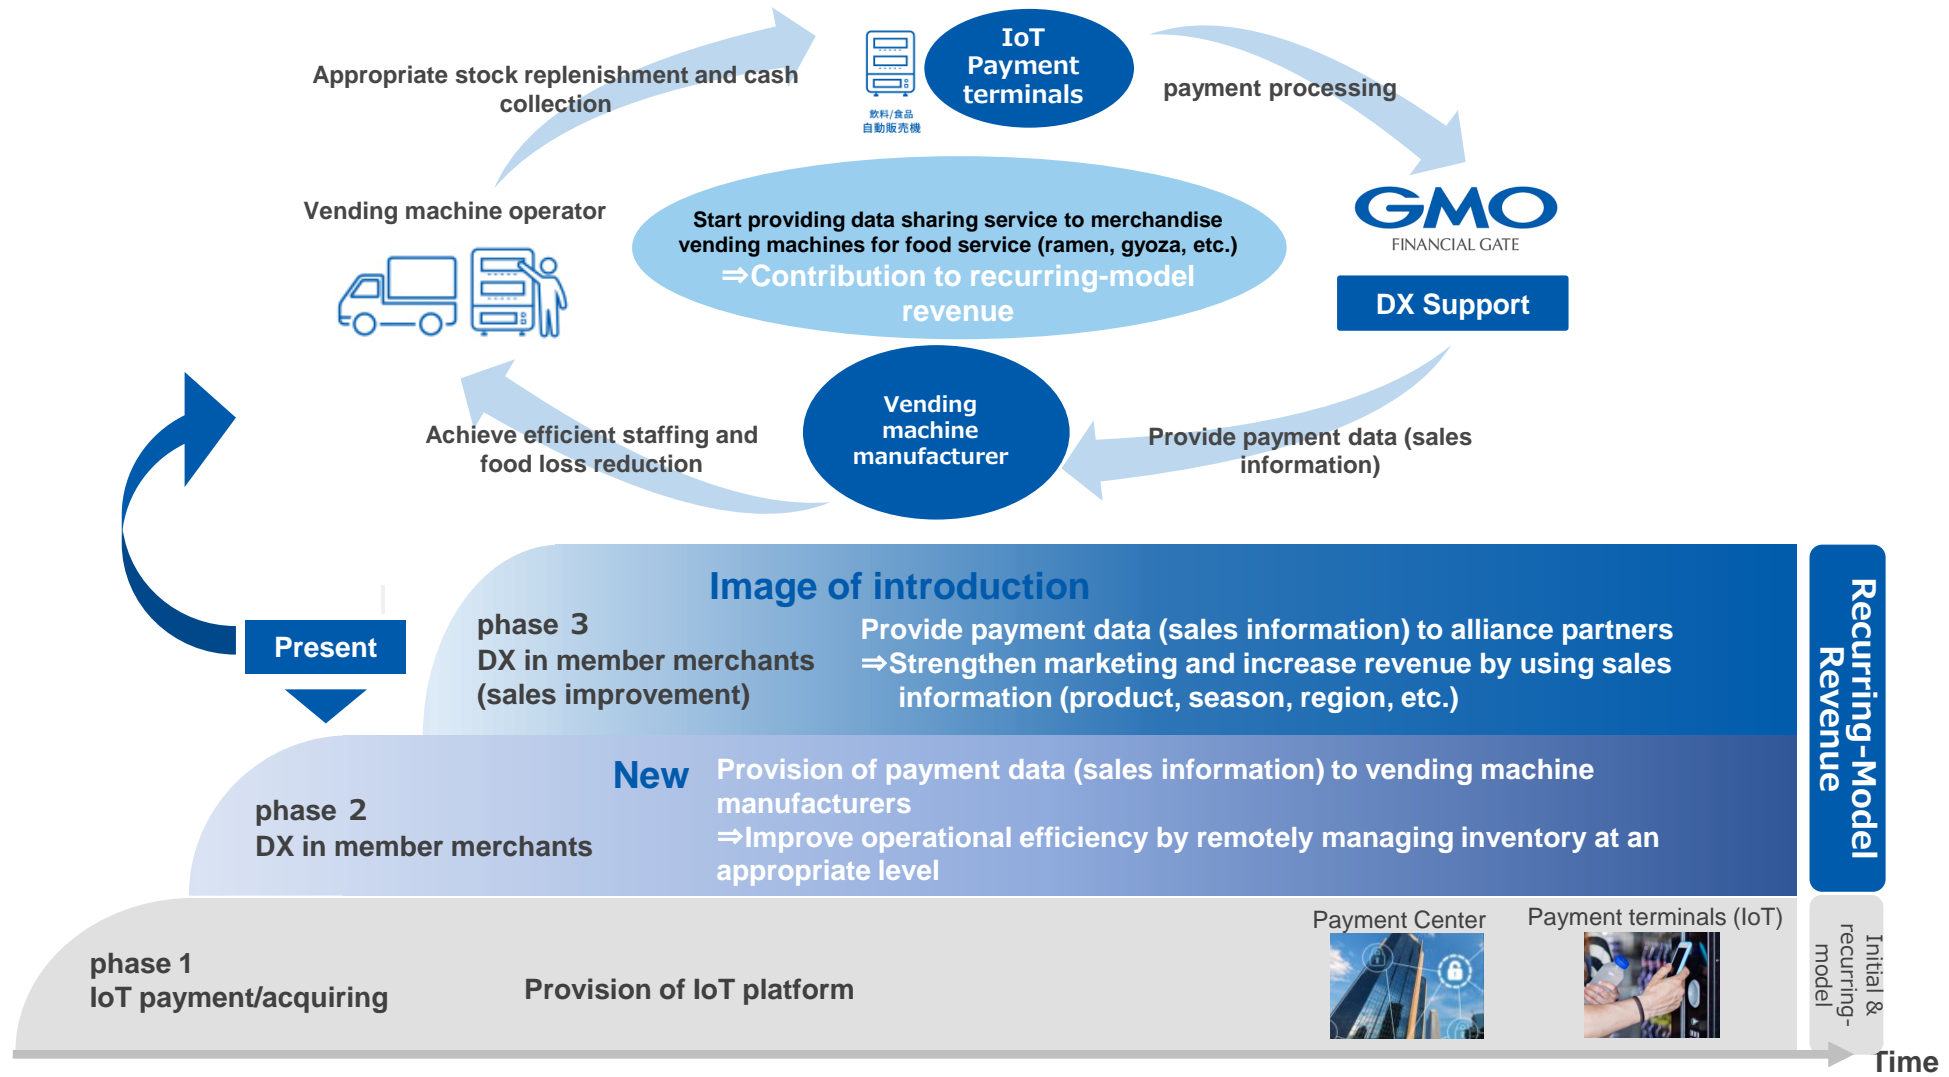 IoT
Payment
terminals
Appropriate stock replenishment and cash
collection
payment processing
飲料/食品
自動販売機
Vending machine operator
GMO
FINANCIAL GATE
Start providing data sharing service to merchandise
vending machines for food service (ramen, gyoza, etc.)
⇒Contribution to recurring-model
revenue
DX Support
Vending
machine
manufacturer
Achieve efficient staffing and
food loss reduction
Provide payment data (sales
information)
Image of introduction
Present
phase 3
DX in member merchants
(sales improvement)
Provide payment data (sales information) to alliance partners
⇒Strengthen marketing and increase revenue by using sales
information (product, season, region, etc.)
Recurring-Model
Revenue
New
phase 2
DX in member merchants
Provision of payment data (sales information) to vending machine
manufacturers
⇒Improve operational efficiency by remotely managing inventory at an
appropriate level
phase 1
IoT payment/acquiring
Provision of IoT platform
Payment Center
Payment terminals (IoT)
Initial &
recurring-
model
Time